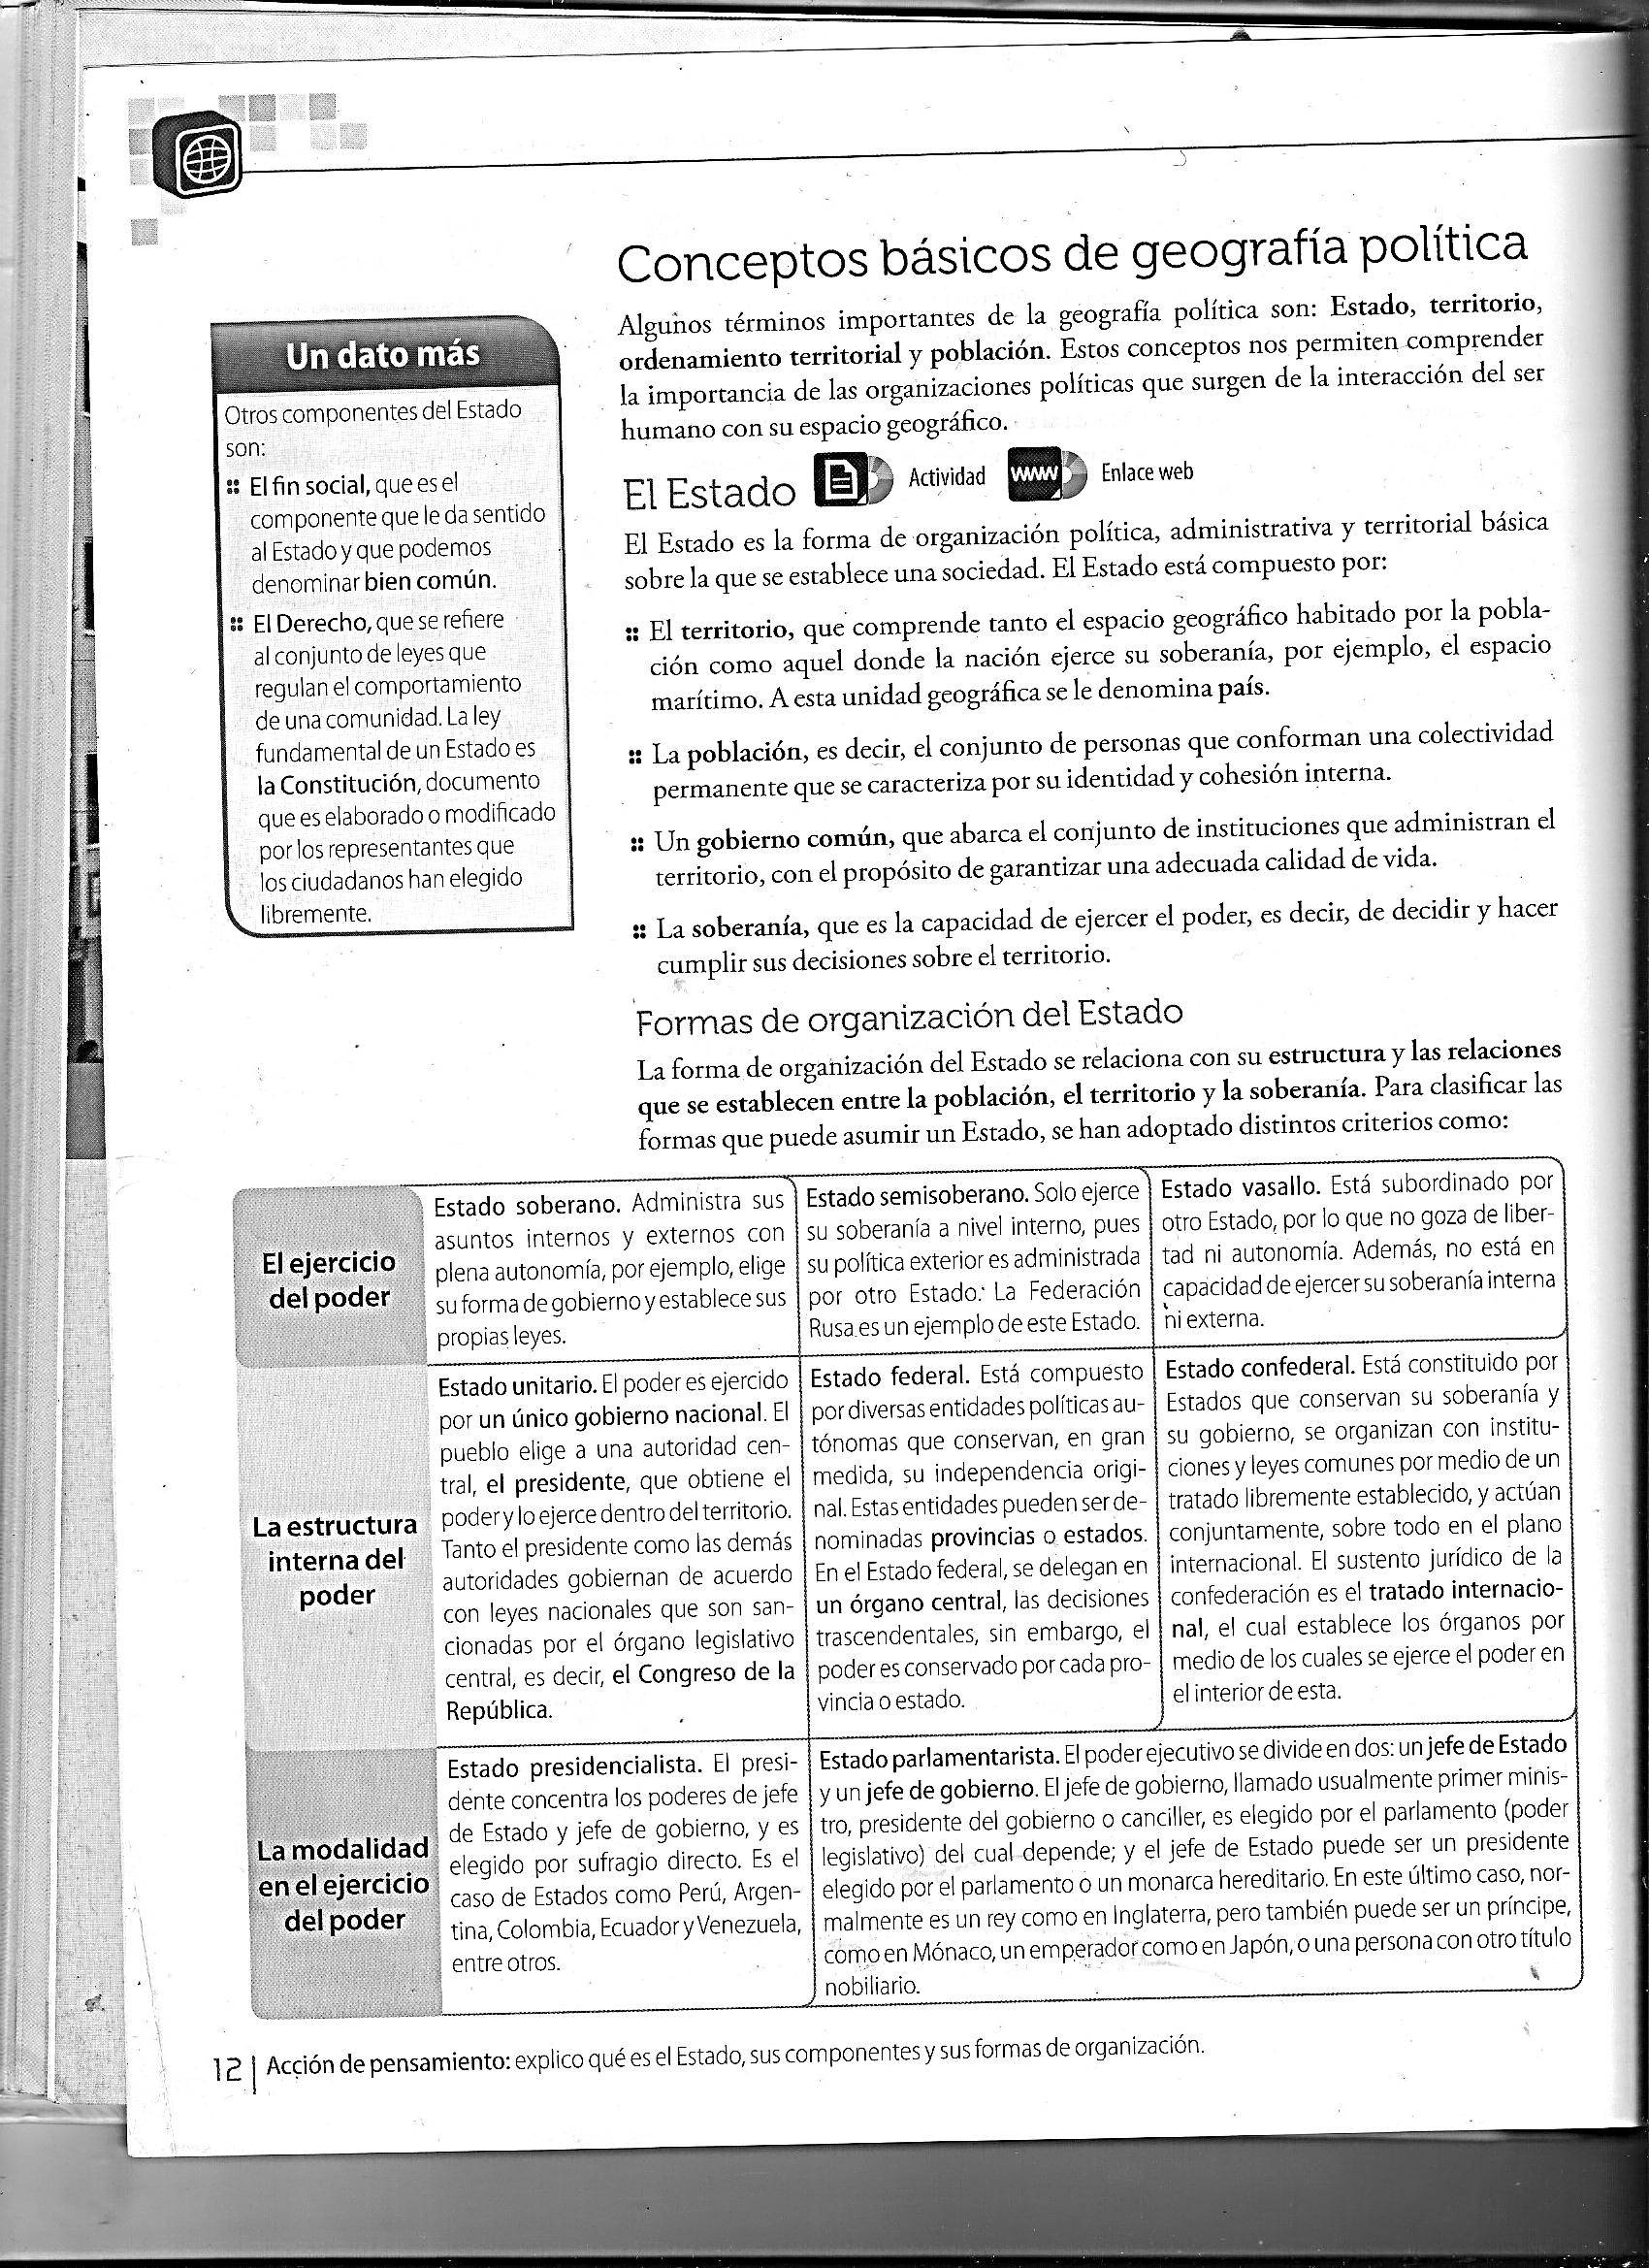 Conceptos básicos de geografía política
Algunos términos importantes de la geografía política son: Estado, territorio,
ordenamiento territorial y población. Estos conceptos nos permiten comprender
la importancia de las organizaciones políticas que surgen de la interacción del ser
humano con su espacio geográfico.
Un dato más
Otros componentes del Estado
son:
:: El fin social, que es el
componente que le da sentido
al Estado y que podemos
denominar bien común.
:: El Derecho, que se refiere
al conjunto de leyes que
regulan el comportamiento
de una comunidad. La ley
fundamental de un Estado es
la Constitución, documento
que es elaborado o modificado
por los representantes que
los ciudadanos han elegido
libremente.
El Estado Actividad www Enlace web
El Estado es la forma de organización política, administrativa y territorial básica
sobre la que se establece una sociedad. El Estado está compuesto por:
:: El territorio, que comprende tanto el espacio geográfico habitado por la pobla-
ción como aquel donde la nación ejerce su soberanía, por ejemplo, el espacio
marítimo. A esta unidad geográfica se le denomina país.
:: La población, es decir, el conjunto de personas que conforman una colectividad
permanente que se caracteriza por su identidad y cohesión interna.
:: Un gobierno común, que abarca el conjunto de instituciones que administran el
territorio, con el propósito de garantizar una adecuada calidad de vida.
:: La soberanía, que es la capacidad de ejercer el poder, es decir, de decidir y hacer
cumplir sus decisiones sobre el territorio.
Formas de organización del Estado
La forma de organización del Estado se relaciona con su estructura y las relaciones
que se establecen entre la población, el territorio y la soberanía. Para clasificar las
formas que puede asumir un Estado, se han adoptado distintos criterios como:
El ejercicio
del poder
Estado soberano. Administra sus
asuntos internos y externos con
plena autonomía, por ejemplo, elige
su forma de gobierno y establece sus
propias leyes.
Estado semisoberano. Solo ejerce
su soberanía a nivel interno, pues
su política exterior es administrada
por otro Estado. La Federación
Rusa es un ejemplo de este Estado.
Estado vasallo. Está subordinado por
otro Estado, por lo que no goza de liber-
tad ni autonomía. Además, no está en
capacidad de ejercer su soberanía interna
ni externa.
La estructura
interna del
poder
Estado unitario. El poder es ejercido
por un único gobierno nacional. El
pueblo elige a una autoridad cen-
tral, el presidente, que obtiene el
poder y lo ejerce dentro del territorio.
Tanto el presidente como las demás
autoridades gobiernan de acuerdo
con leyes nacionales que son san-
cionadas por el órgano legislativo
central, es decir, el Congreso de la
República.
Estado federal. Está compuesto
por diversas entidades políticas au-
tónomas que conservan, en gran
medida, su independencia origi-
nal. Estas entidades pueden ser de-
nominadas provincias o estados.
En el Estado federal, se delegan en
un órgano central, las decisiones
trascendentales, sin embargo, el
poder es conservado por cada pro-
vincia o estado.
Estado confederal. Está constituido por
Estados que conservan su soberanía y
su gobierno, se organizan con institu-
ciones y leyes comunes por medio de un
tratado libremente establecido, y actúan
conjuntamente, sobre todo en el plano
internacional. El sustento jurídico de la
confederación es el tratado internacio-
nal, el cual establece los órganos por
medio de los cuales se ejerce el poder en
el interior de esta.
La modalidad
en el ejercicio
del poder
Estado presidencialista. El presi-
dente concentra los poderes de jefe
de Estado y jefe de gobierno, y es
elegido por sufragio directo. Es el
caso de Estados como Perú, Argen-
tina, Colombia, Ecuador y Venezuela,
entre otros.
Estado parlamentarista. El poder ejecutivo se divide en dos: un jefe de Estado
y un jefe de gobierno. El jefe de gobierno, llamado usualmente primer minis-
tro, presidente del gobierno o canciller, es elegido por el parlamento (poder
legislativo) del cual depende; y el jefe de Estado puede ser un presidente
elegido por el parlamento o un monarca hereditario. En este último caso, nor-
malmente es un rey como en Inglaterra, pero también puede ser un príncipe,
como en Mónaco, un emperador como en Japón, o una persona con otro título
nobiliario.
12 | Acción de pensamiento: explico qué es el Estado, sus componentes y sus formas de organización.